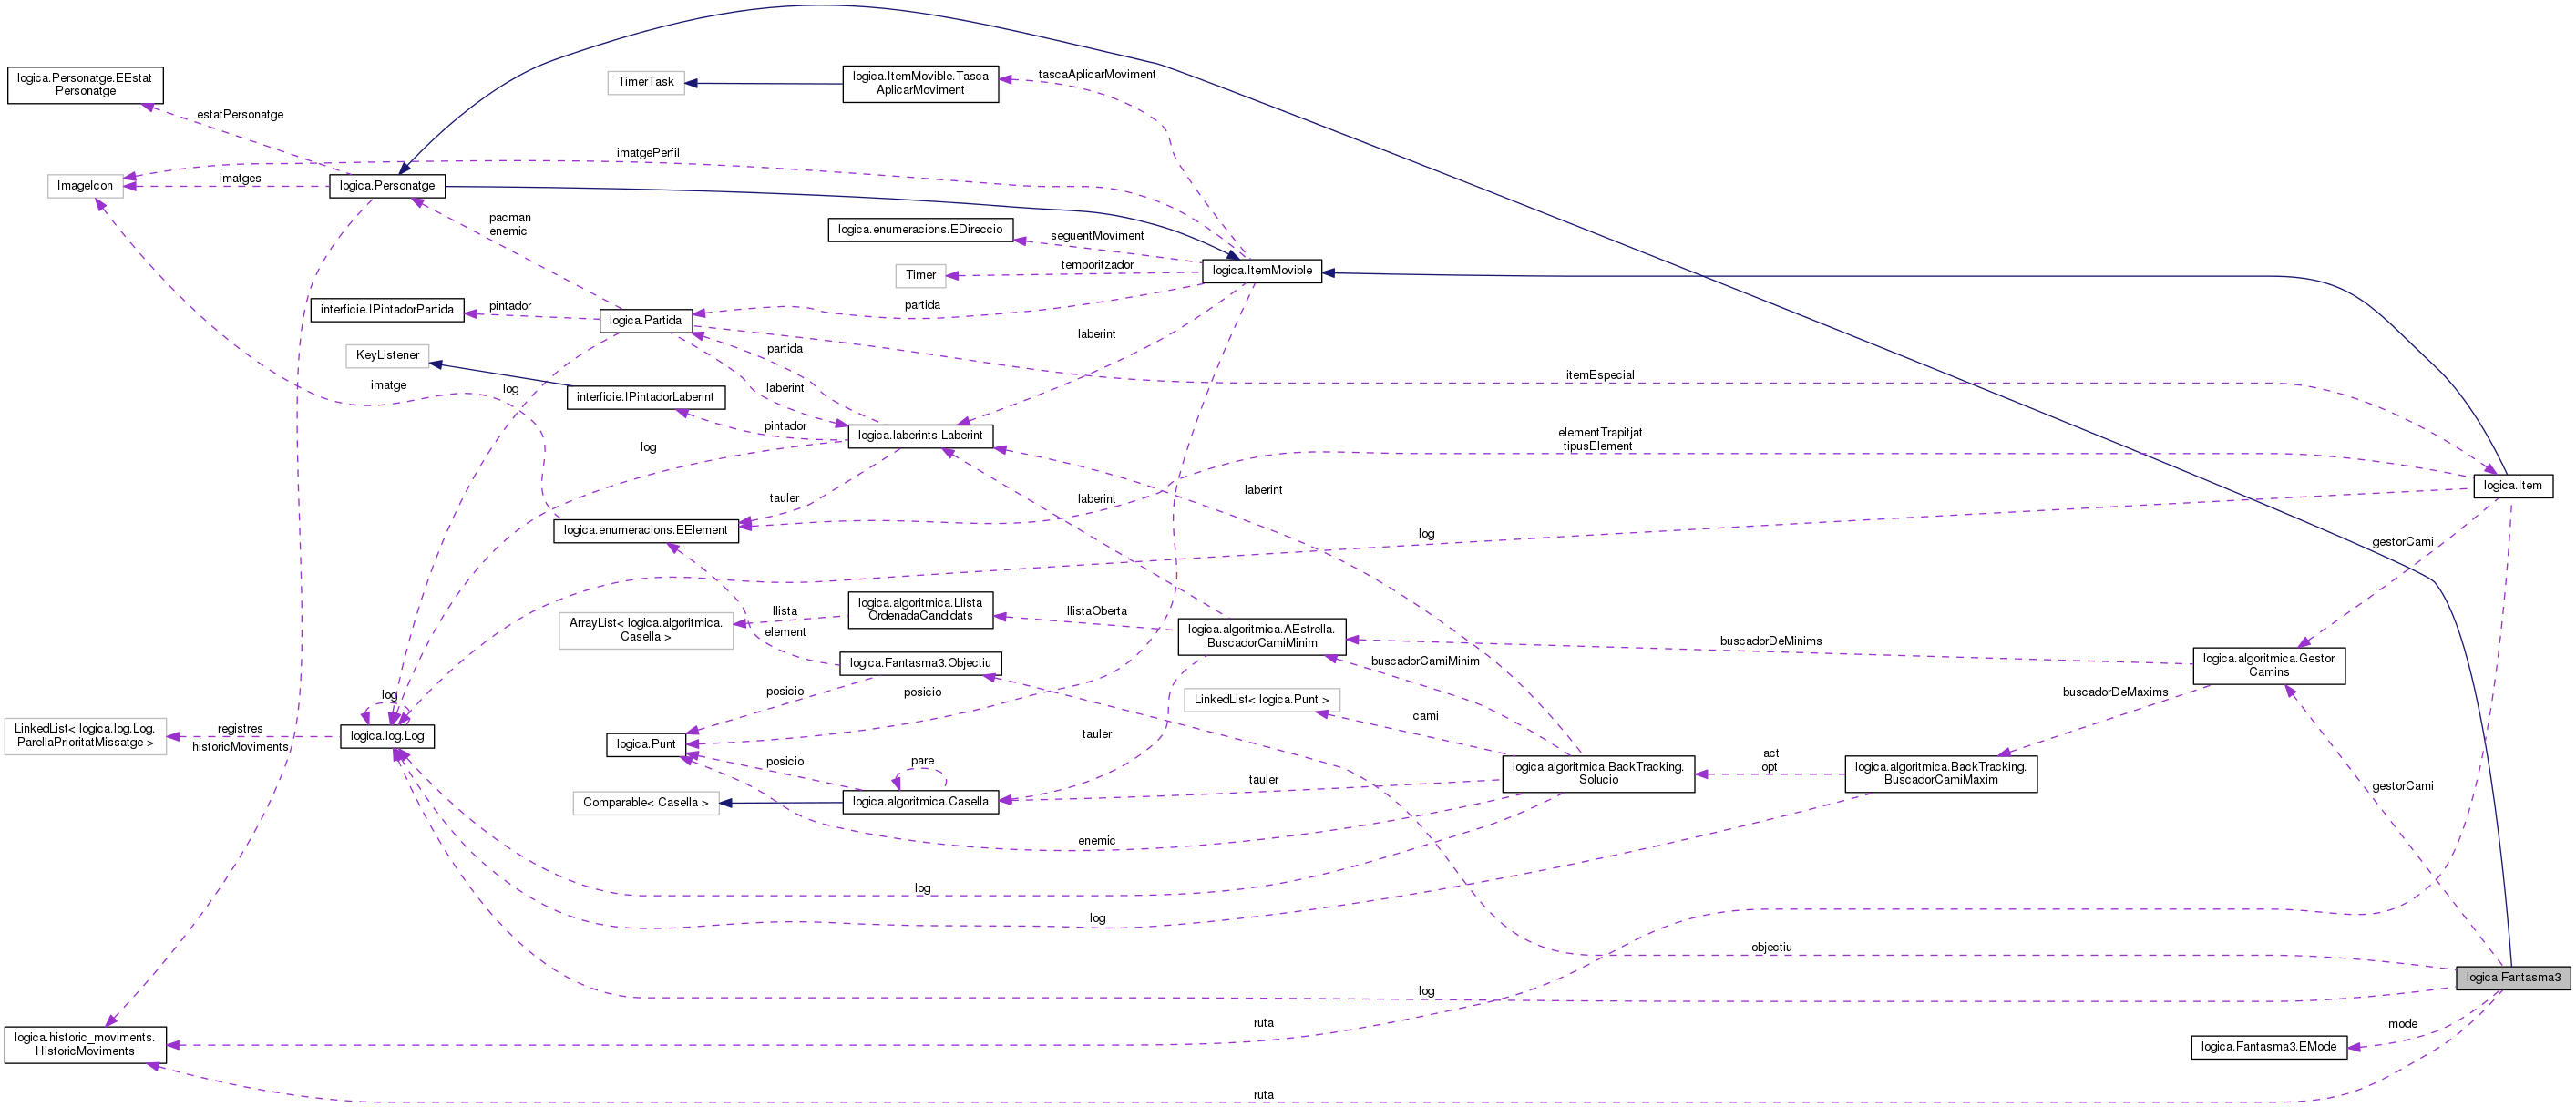 logica.Personatge.EEstat
Personatge
TimerTask
logica.ItemMovible.Tasca
AplicarMoviment
tascaAplicarMoviment
estatPersonatge
imatgePerfil
ImageIcon
imatges
logica.Personatge
pacman
enemic
logica.enumeracions.EDireccio
seguentMoviment
Timer
temporitzador
logica.ItemMovible
interficie.IPintadorPartida
pintador
logica.Partida
partida
laberint
KeyListener
partida
imatge
log
laberint
itemEspecial
interficie.IPintadorLaberint
pintador
logica.laberints.Laberint
elementTrapitjat
tipusElement
log
tauler
laberint
laberint
logica.Item
logica.enumeracions.EElement
log
gestorCami
ArrayList< logica.algoritmica.
Casella >
llista
element
logica.algoritmica.Llista
OrdenadaCandidats
llistaOberta
logica.algoritmica.AEstrella.
BuscadorCamiMinim
buscadorDeMinims
logica.algoritmica.Gestor
Camins
logica.Fantasma3.Objectiu
buscadorCamiMinim
posicio
posicio
LinkedList< logica.Punt >
cami
buscadorDeMaxims
log
LinkedList< logica.log.Log.
ParellaPrioritatMissatge >
registres
historicMoviments
logica.log.Log
logica.Punt
posicio
pare
tauler
tauler
logica.algoritmica.BackTracking.
Solucio
act
opt
logica.algoritmica.BackTracking.
BuscadorCamiMaxim
gestorCami
Comparable< Casella >
logica.algoritmica.Casella
enemic
log
log
objectiu
logica.Fantasma3
log
logica.historic_moviments.
HistoricMoviments
ruta
mode
logica.Fantasma3.EMode
ruta